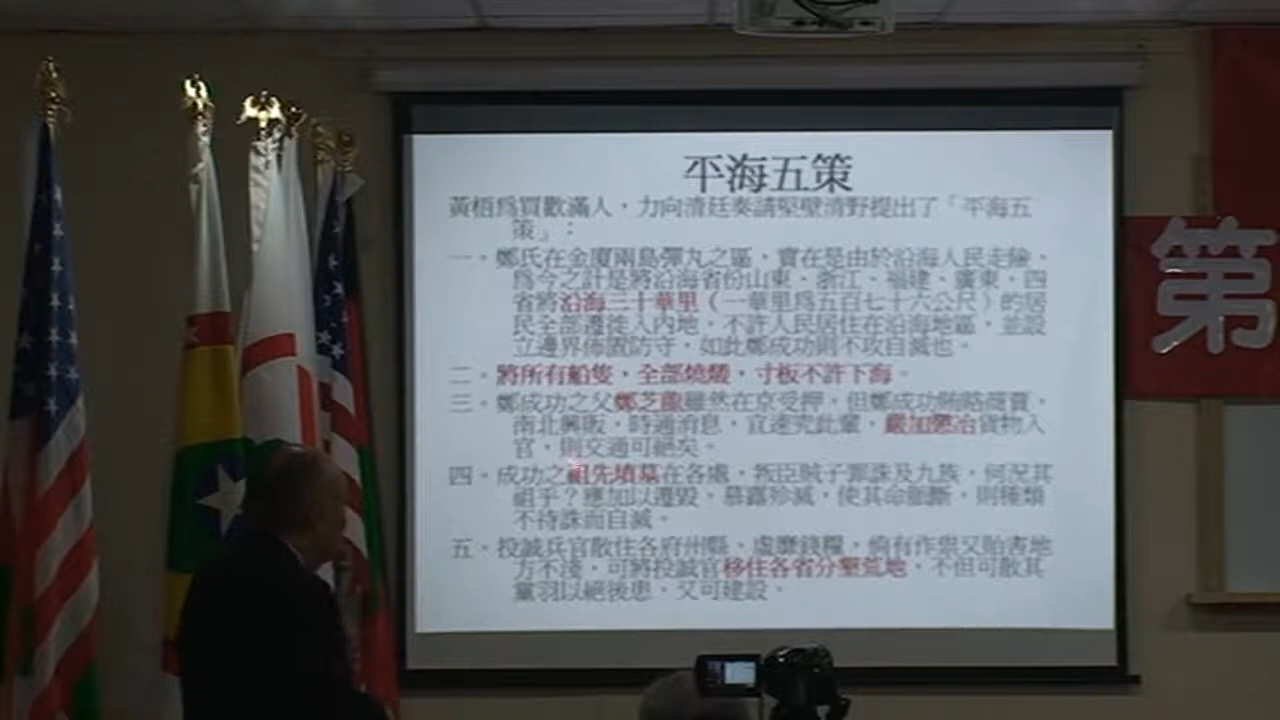 平海五策
黃梧為買歡滿人，力向清廷奏請堅壁清野提出了「平海五
策」：
一．鄭氏在金廈兩島彈丸之區，實在是由於沿海人民走險，
為今之計是將沿海省份山東、浙江、福建、廣東，四
省將沿海三十華里（一華里為五百七十六公尺）的居
民全部遷徙入內地，不許人民居住在沿海地區，並設
立邊界佈置防守，如此鄭成功則不攻自滅也。
二．將所有船隻，全部燒燬，寸板不許下海。
三．鄭成功之父鄭芝龍雖然在京受押，但鄭成功賄賂商賈，
南北興販，時通消息，宜速究此輩，嚴加懲治貨物入
官，則交通可絕矣。
四．成功之祖先墳墓在各處，叛臣賊子罪誅及九族，何況其
祖乎？應加以遷毀，暴露殄滅，使其命脈斷，則種類
不待誅而自滅。
五．投誠兵官散住各府州縣，虛靡錢糧，倘有作祟又貽害地
方不淺，可將投誠官移住各省分墾荒地，不但可散其
黨羽以絕後患，又可建設．
第